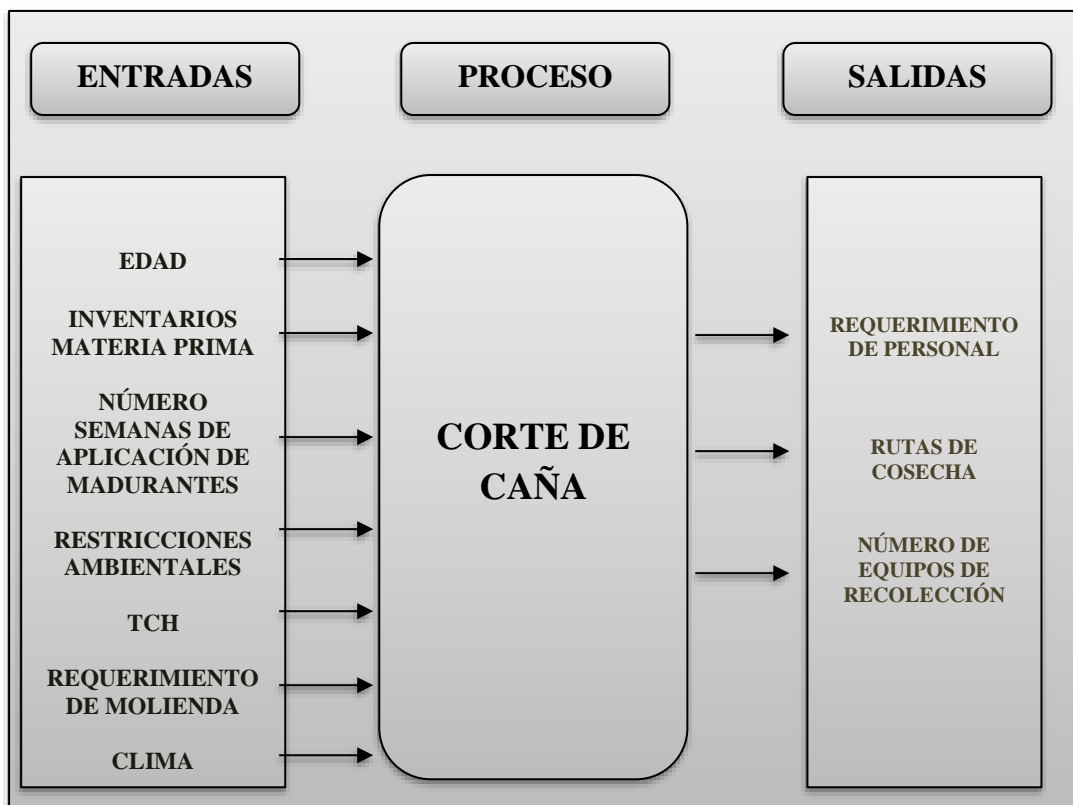 ENTRADAS
PROCESO
SALIDAS
EDAD
INVENTARIOS
MATERIA PRIMA
NÚMERO
SEMANAS DE
APLICACIÓN DE
MADURANTES
RESTRICCIONES
AMBIENTALES
TCH
REQUERIMIENTO
DE MOLIENDA
CLIMA
CORTE DE
CAÑA
REQUERIMIENTO
DE PERSONAL
RUTAS DE
COSECHA
NÚMERO DE
EQUIPOS DE
RECOLECCIÓN